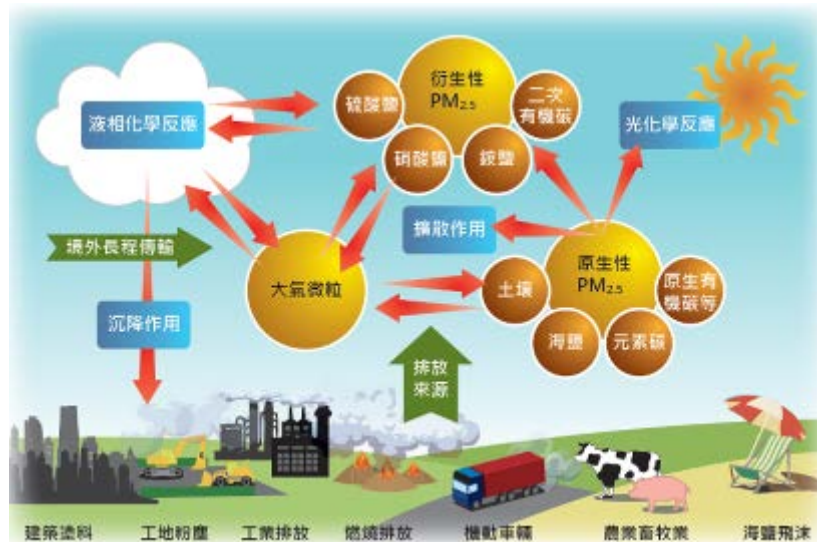 衍生性
PM2.5
硫酸鹽
二次
有機碳
硝酸鹽
銨鹽
液相化學反應
光化學反應
擴散作用
境外長程傳輸
大氣微粒
原生性
PM2.5
土壤
原生有
機碳等
海鹽
元素碳
沉降作用
排放
來源
建築塗料
工地粉塵
工業排放
燃燒排放
機動車輛
農業畜牧業
海鹽飛沫